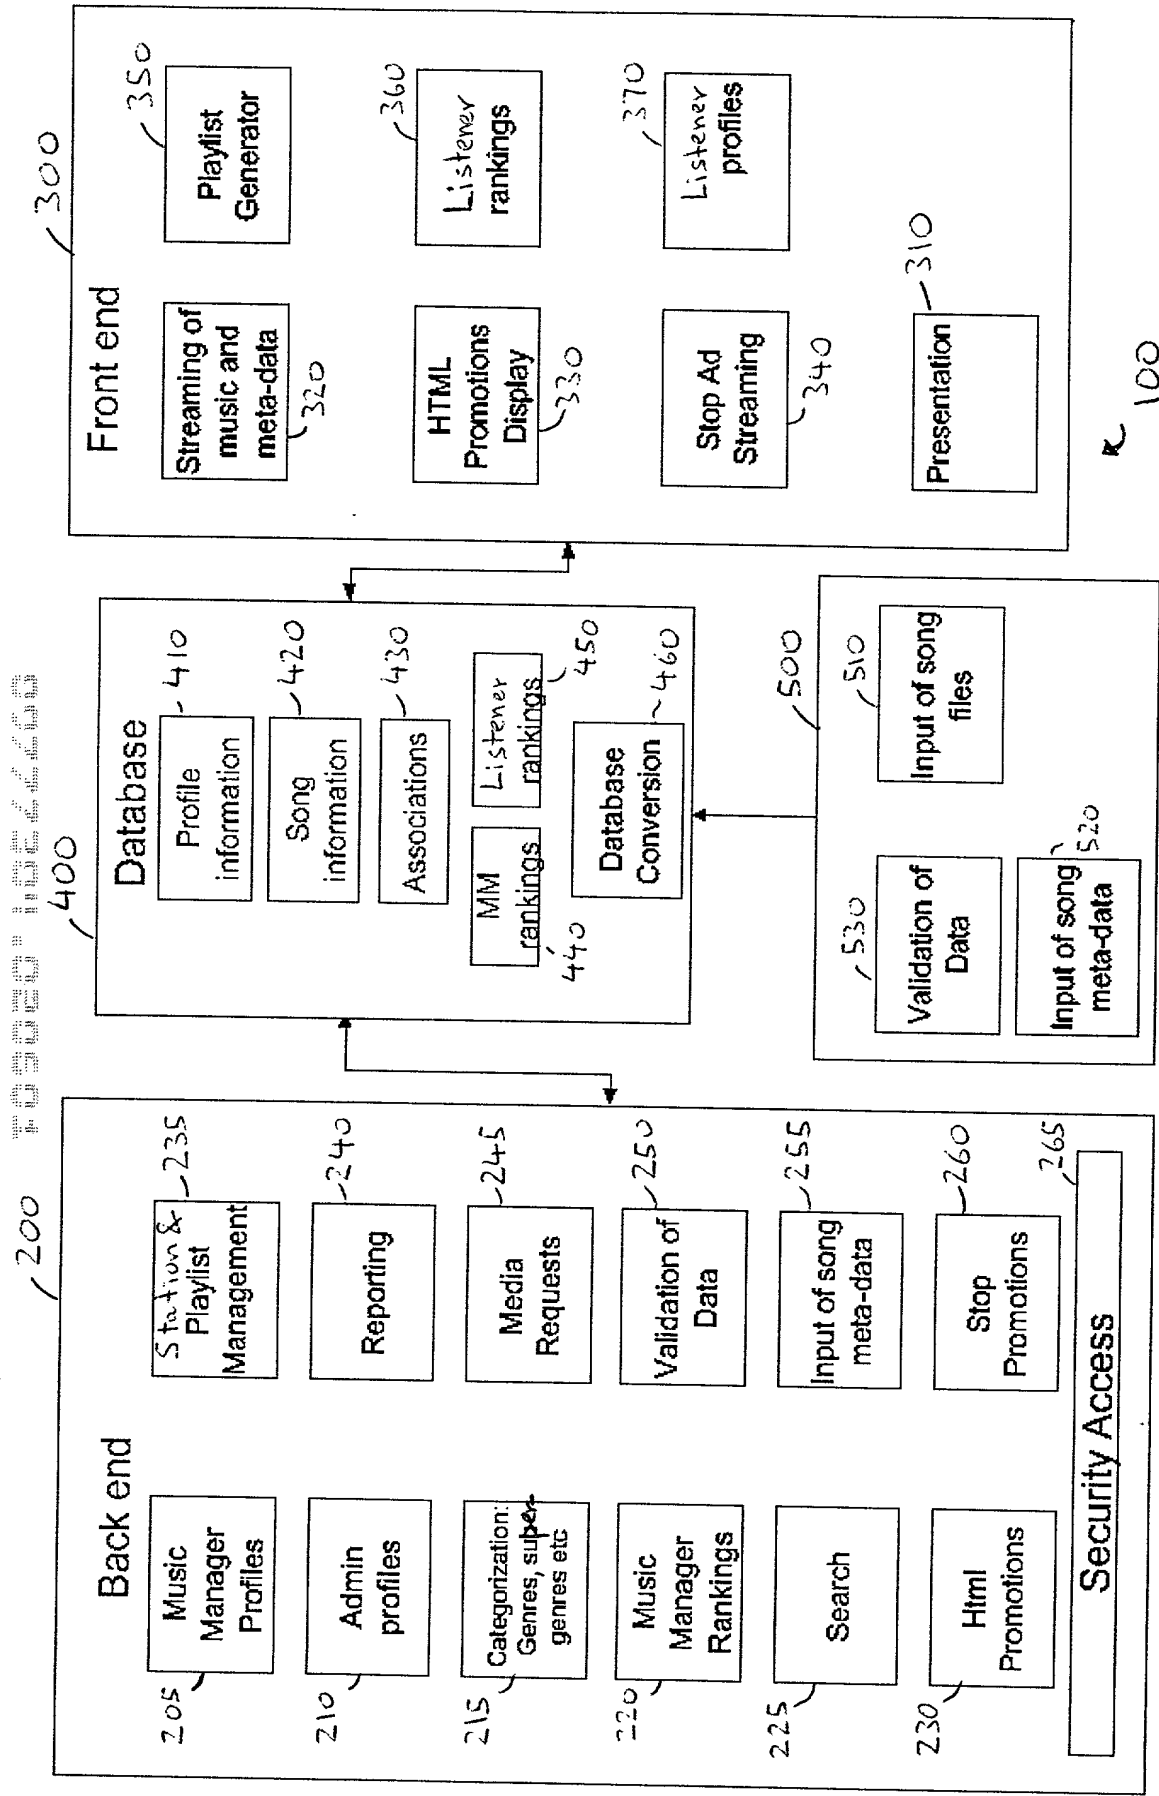 200
Back end
Music
Manager
Profiles
205
Station &
Playlist
Management
235
Admin
profiles
210
Reporting
240
Categorization:
Genres, super-
genres etc
215
Media
Requests
245
Music
Manager
Rankings
220
Validation of
Data
250
Search
225
Input of song
meta-data
255
Html
Promotions
230
Stop
Promotions
260
Security Access
265
400
Database
Profile
information
410
Song
information
420
Associations
430
MM
rankings
440
Listener
rankings
450
Database
Conversion
460
500
Validation of
Data
530
Input of song
files
510
Input of song
meta-data
520
300
Front end
Streaming of
music and
meta-data
320
Playlist
Generator
350
HTML
Promotions
Display
330
Listener
rankings
360
Stop Ad
Streaming
340
Listener
profiles
370
Presentation
310
100